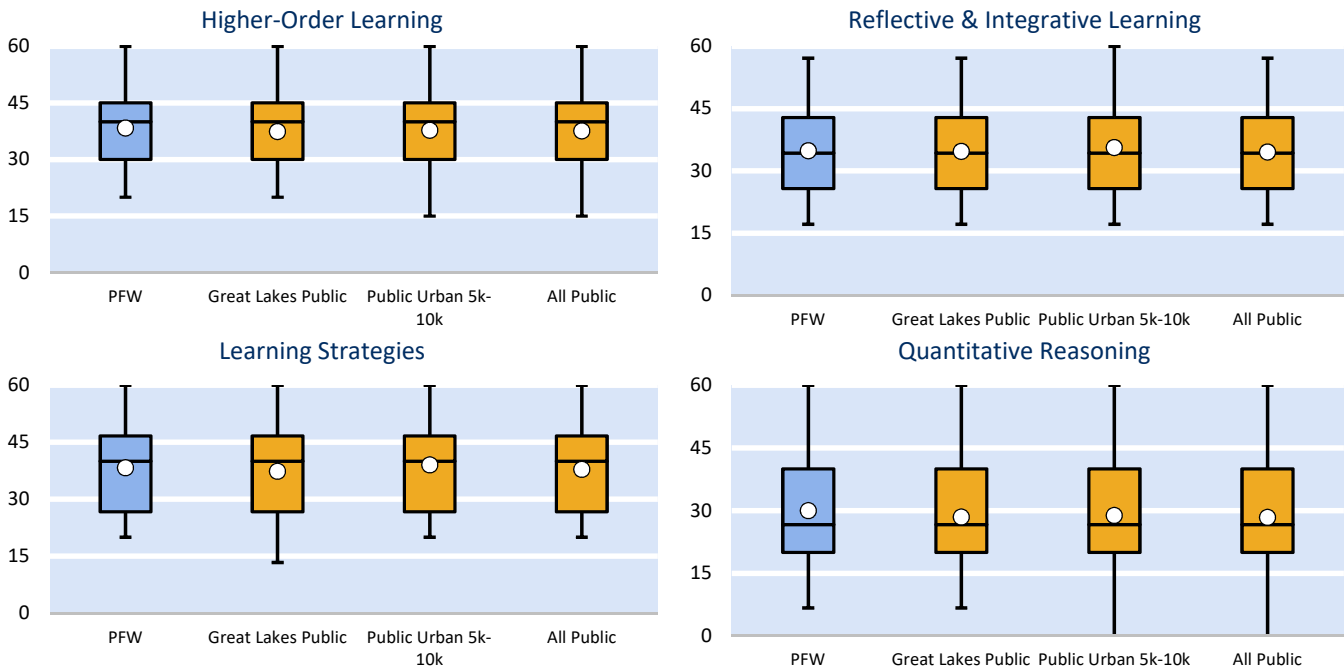 Higher-Order Learning
60
45
30
15
0
PFW
Great Lakes Public
Public Urban 5k-
10k
All Public
Reflective & Integrative Learning
60
45
30
15
0
PFW
Great Lakes Public
Public Urban 5k-10k
All Public
Learning Strategies
60
45
30
15
0
PFW
Great Lakes Public
Public Urban 5k-
10k
All Public
Quantitative Reasoning
60
45
30
15
0
PFW
Great Lakes Public
Public Urban 5k-10k
All Public